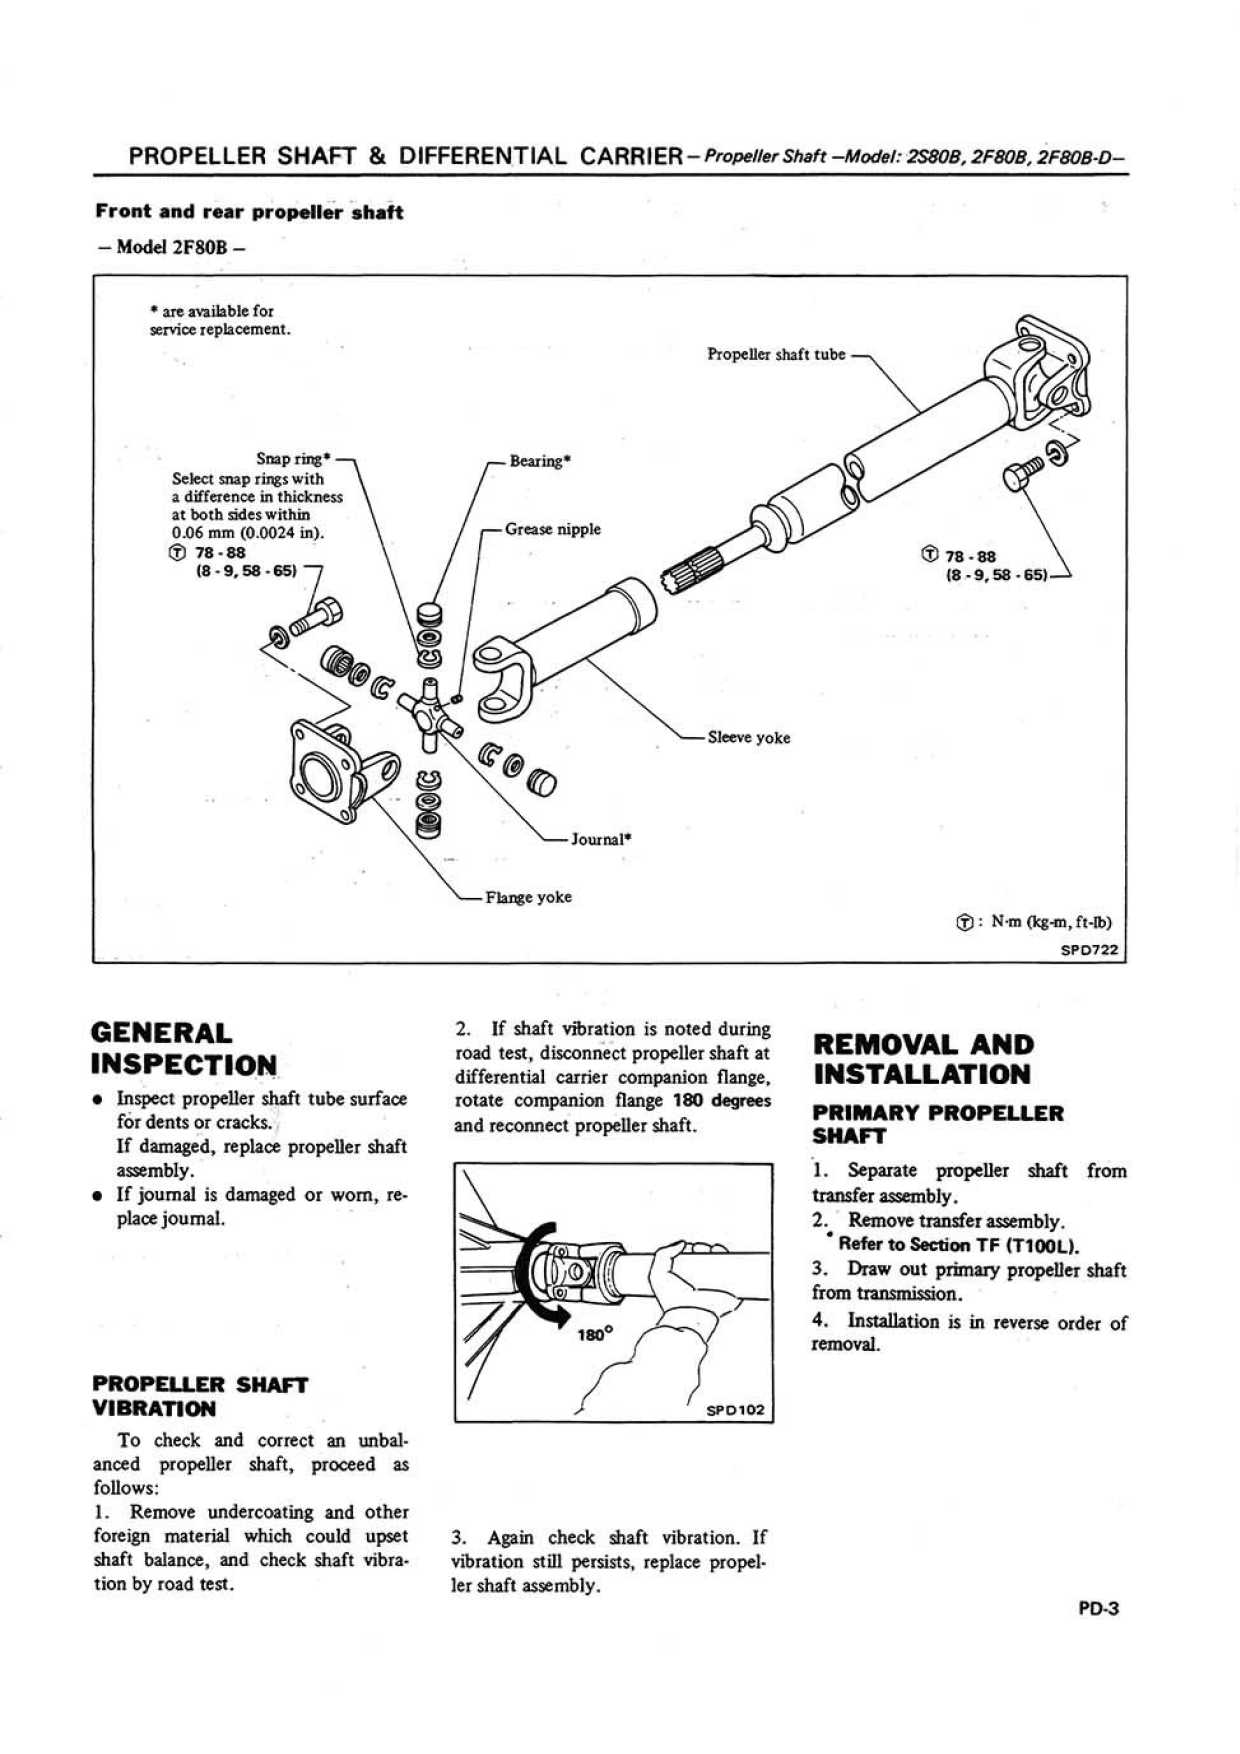 PROPELLER SHAFT & DIFFERENTIAL CARRIER – Propeller Shaft –Model: 2S80B, 2F80B, 2F80B-D–
Front and rear propeller shaft
– Model 2F80B –
* are available for
service replacement.
Propeller shaft tube
Snap ring*
Select snap rings with
a difference in thickness
at both sides within
0.06 mm (0.0024 in).
Ⓣ 78 - 88
(8 - 9, 58 - 65)
Bearing*
Grease nipple
Ⓣ 78 - 88
(8 - 9, 58 - 65)
Sleeve yoke
Journal*
Flange yoke
Ⓣ : N·m (kg-m, ft-lb)
SPD722
GENERAL
INSPECTION
● Inspect propeller shaft tube surface
for dents or cracks.
If damaged, replace propeller shaft
assembly.
● If journal is damaged or worn, re-
place journal.
PROPELLER SHAFT
VIBRATION
To check and correct an unbal-
anced propeller shaft, proceed as
follows:
1. Remove undercoating and other
foreign material which could upset
shaft balance, and check shaft vibra-
tion by road test.
2. If shaft vibration is noted during
road test, disconnect propeller shaft at
differential carrier companion flange,
rotate companion flange 180 degrees
and reconnect propeller shaft.
180°
SPD102
3. Again check shaft vibration. If
vibration still persists, replace propel-
ler shaft assembly.
REMOVAL AND
INSTALLATION
PRIMARY PROPELLER
SHAFT
1. Separate propeller shaft from
transfer assembly.
2. Remove transfer assembly.
Refer to Section TF (T100L).
3. Draw out primary propeller shaft
from transmission.
4. Installation is in reverse order of
removal.
PD-3